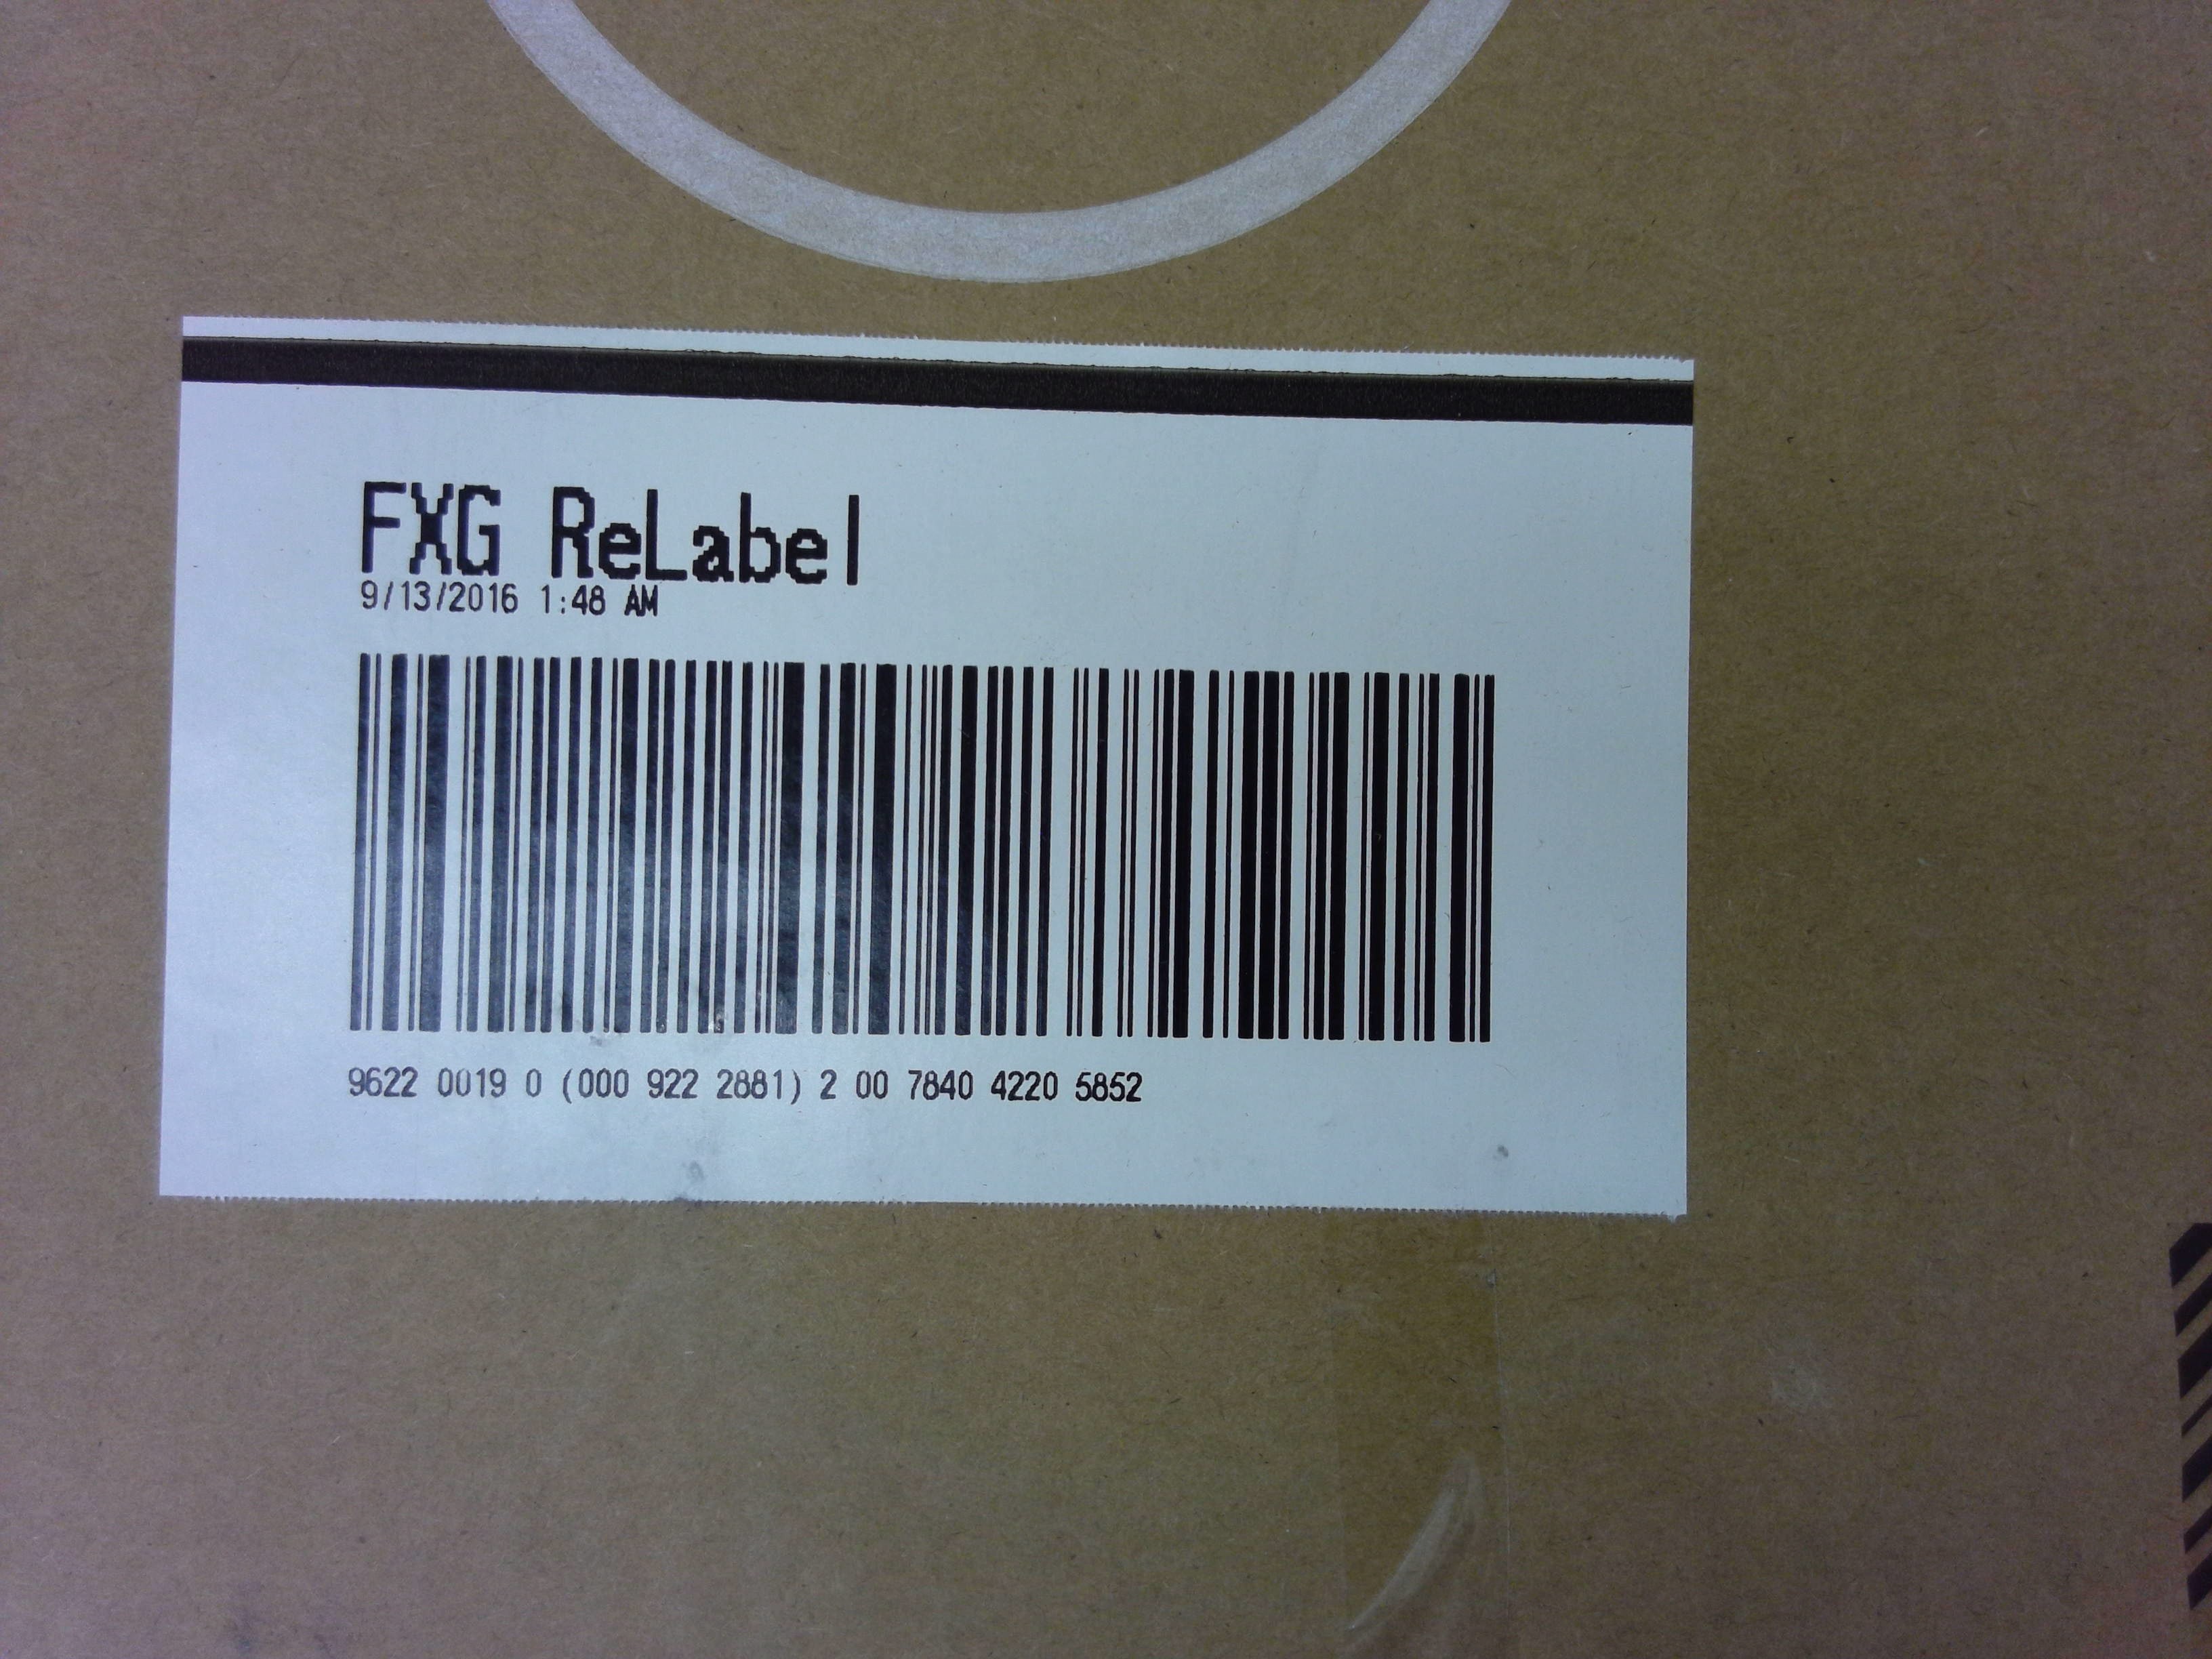 FXG ReLabel
9/13/2016 1:48 AM
9622 0019 0 (000 922 2881) 2 00 7840 4220 5852